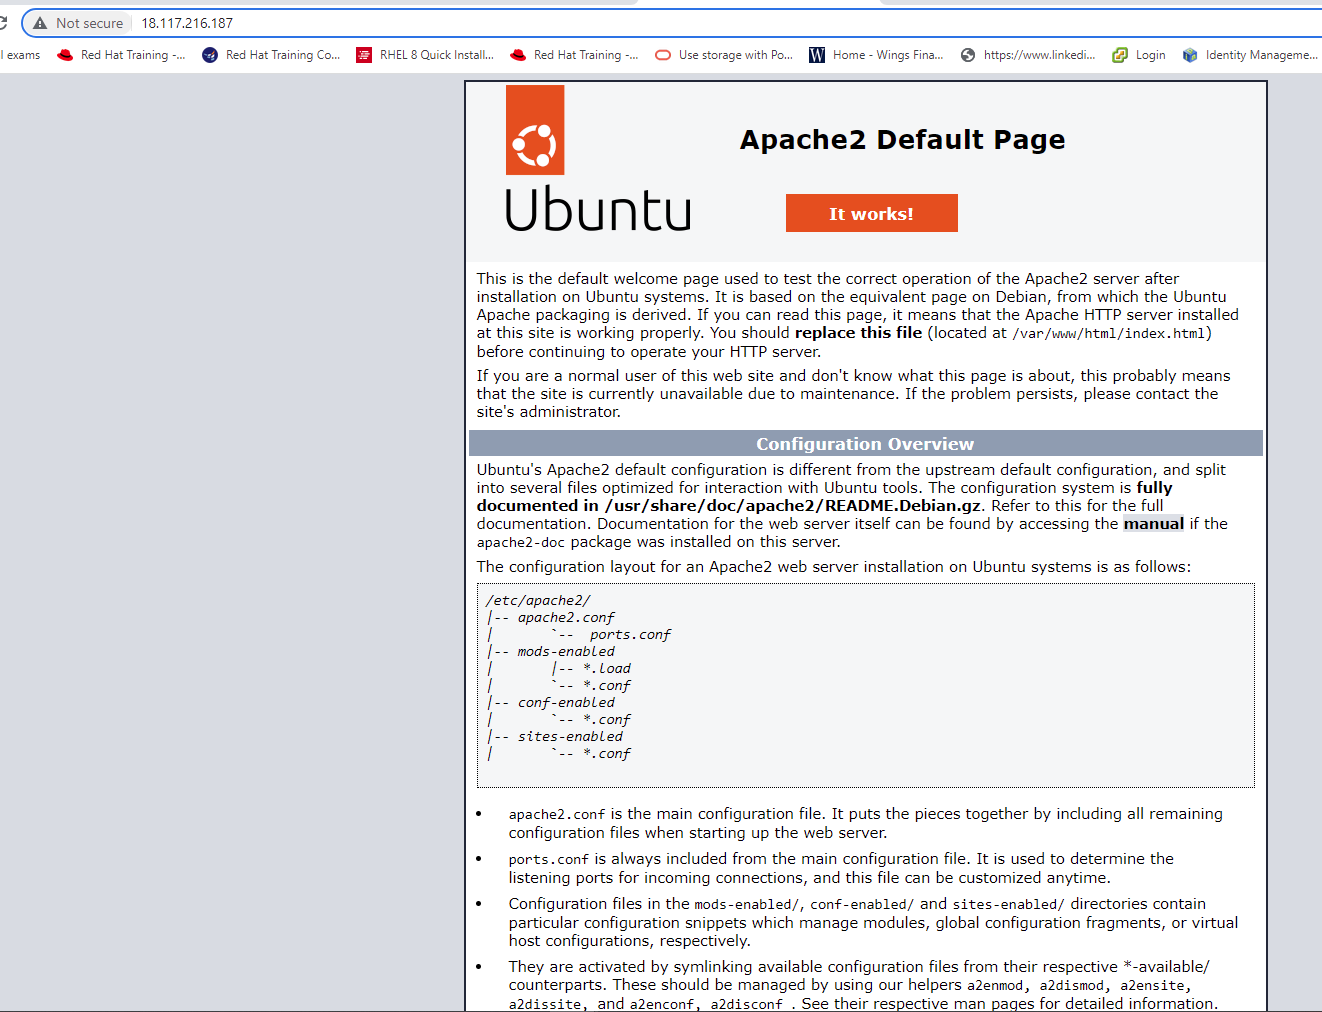 Not secure 18.117.216.187
l exams Red Hat Training -... Red Hat Training Co... RHEL 8 Quick Install... Red Hat Training -... Use storage with Po... W Home - Wings Fina... https://www.linkedi... Login Identity Manageme...
Apache2 Default Page
Ubuntu
It works!
This is the default welcome page used to test the correct operation of the Apache2 server after
installation on Ubuntu systems. It is based on the equivalent page on Debian, from which the Ubuntu
Apache packaging is derived. If you can read this page, it means that the Apache HTTP server installed
at this site is working properly. You should replace this file (located at /var/www/html/index.html)
before continuing to operate your HTTP server.
If you are a normal user of this web site and don't know what this page is about, this probably means
that the site is currently unavailable due to maintenance. If the problem persists, please contact the
site's administrator.
Configuration Overview
Ubuntu's Apache2 default configuration is different from the upstream default configuration, and split
into several files optimized for interaction with Ubuntu tools. The configuration system is fully
documented in /usr/share/doc/apache2/README.Debian.gz. Refer to this for the full
documentation. Documentation for the web server itself can be found by accessing the manual if the
apache2-doc package was installed on this server.
The configuration layout for an Apache2 web server installation on Ubuntu systems is as follows:
/etc/apache2/
|-- apache2.conf
|       `--  ports.conf
|-- mods-enabled
|       |-- *.load
|       `-- *.conf
|-- conf-enabled
|       `-- *.conf
|-- sites-enabled
|       `-- *.conf
• apache2.conf is the main configuration file. It puts the pieces together by including all remaining
configuration files when starting up the web server.
• ports.conf is always included from the main configuration file. It is used to determine the
listening ports for incoming connections, and this file can be customized anytime.
• Configuration files in the mods-enabled/, conf-enabled/ and sites-enabled/ directories contain
particular configuration snippets which manage modules, global configuration fragments, or virtual
host configurations, respectively.
• They are activated by symlinking available configuration files from their respective *-available/
counterparts. These should be managed by using our helpers a2enmod, a2dismod, a2ensite,
a2dissite, and a2enconf, a2disconf . See their respective man pages for detailed information.